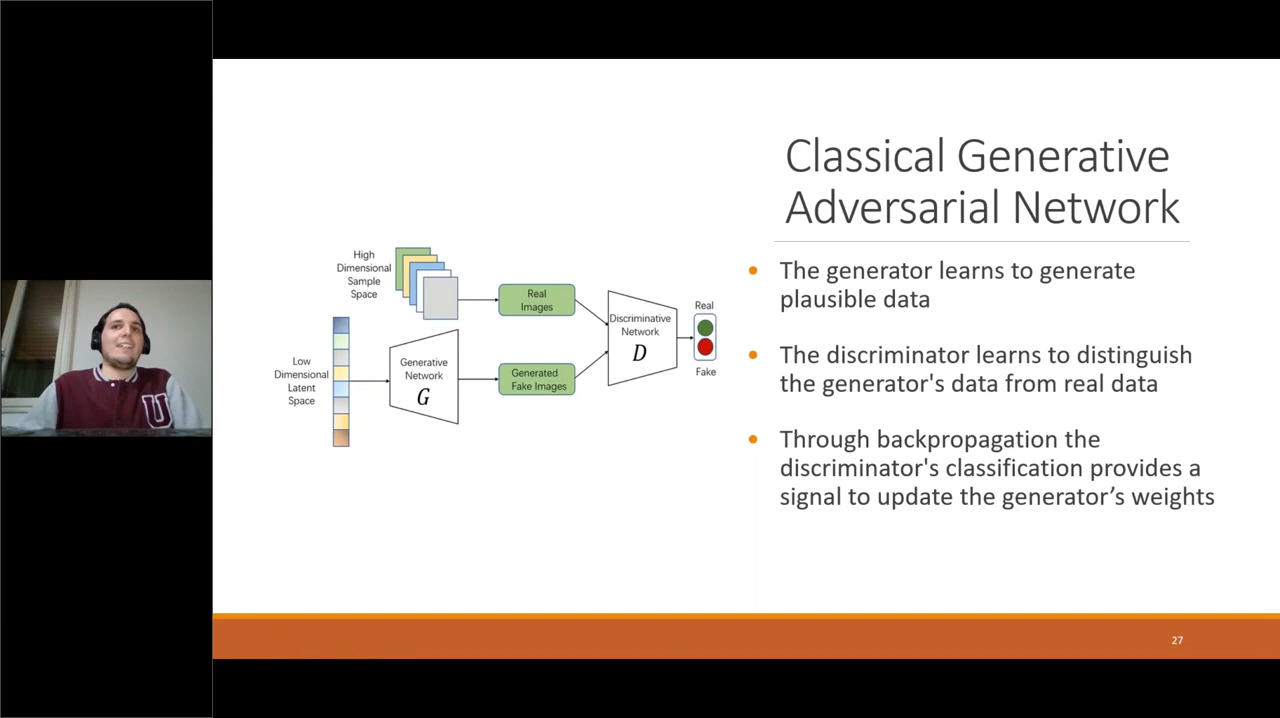 Classical Generative
Adversarial Network
The generator learns to generate
plausible data
The discriminator learns to distinguish
the generator's data from real data
Through backpropagation the
discriminator's classification provides a
signal to update the generator’s weights
High
Dimensional
Sample
Space
Real
Images
Low
Dimensional
Latent
Space
Generative
Network
G
Generated
Fake Images
Discriminative
Network
D
Real
Fake
U
27